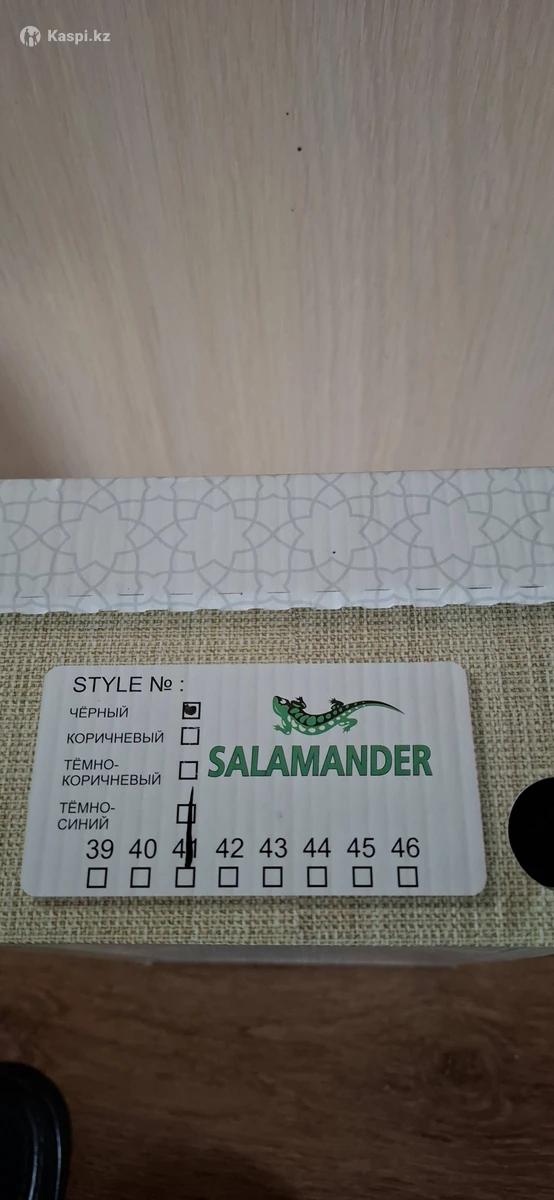 Kaspi.kz
STYLE № :
ЧЁРНЫЙ
КОРИЧНЕВЫЙ
ТЁМНО-
КОРИЧНЕВЫЙ
ТЁМНО-
СИНИЙ
SALAMANDER
39 40 41 42 43 44 45 46